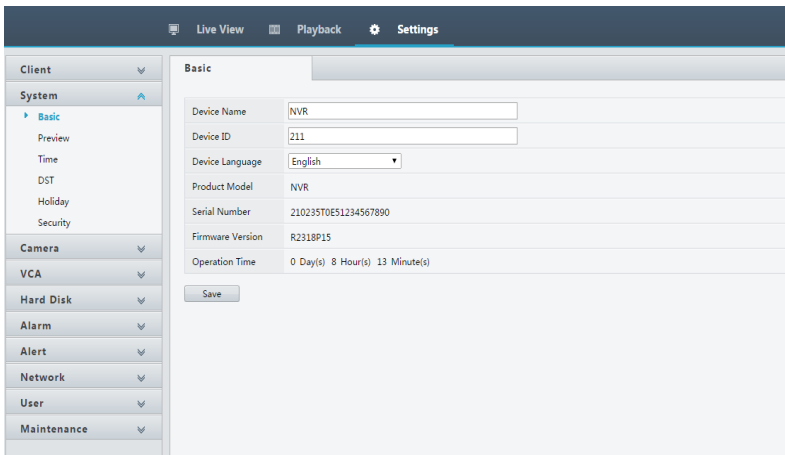 Live View Playback Settings
Client
System
Basic
Preview
Time
DST
Holiday
Security
Camera
VCA
Hard Disk
Alarm
Alert
Network
User
Maintenance
Basic
Device Name NVR
Device ID 211
Device Language English
Product Model NVR
Serial Number 210235T0E51234567890
Firmware Version R2318P15
Operation Time 0 Day(s) 8 Hour(s) 13 Minute(s)
Save